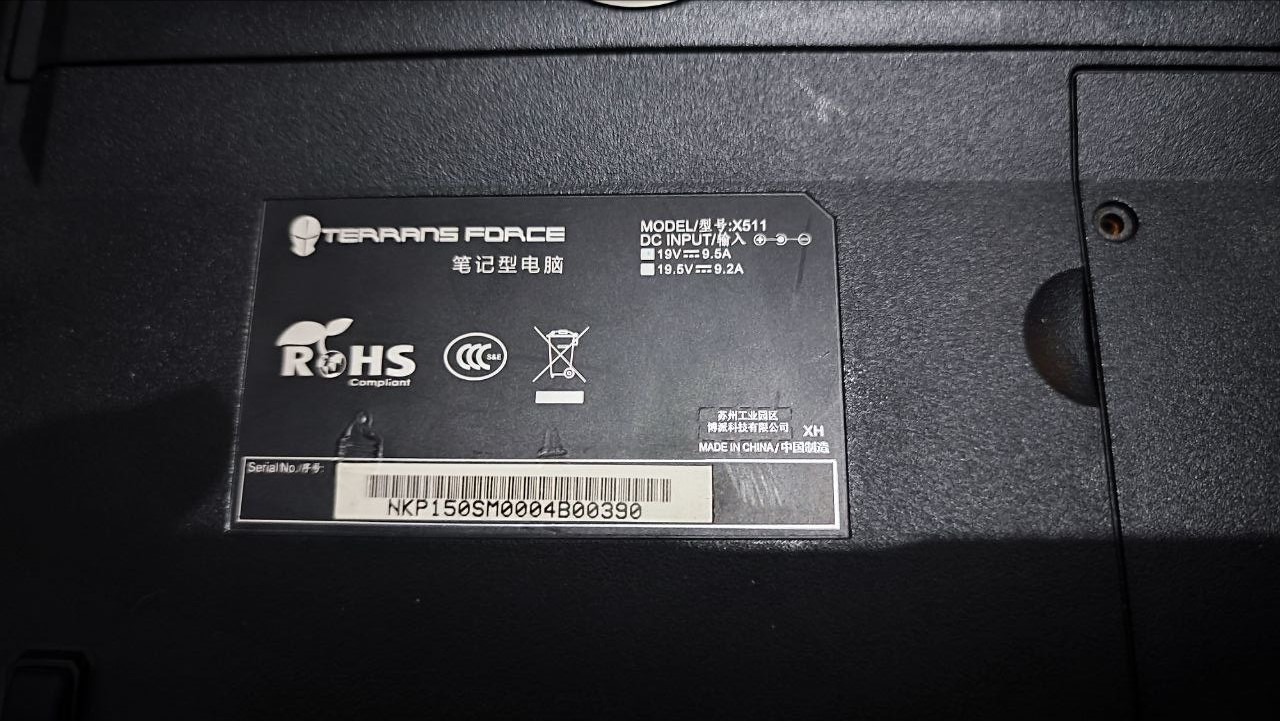 TERRANS FORCE
笔记型电脑
MODEL/型号:X511
DC INPUT/输入
19V 9.5A
19.5V 9.2A
RoHS
Compliant
CCC S&E
苏州工业园区
博派科技有限公司 XH
MADE IN CHINA/中国制造
Serial No./序号:
NKP150SM0004B00390